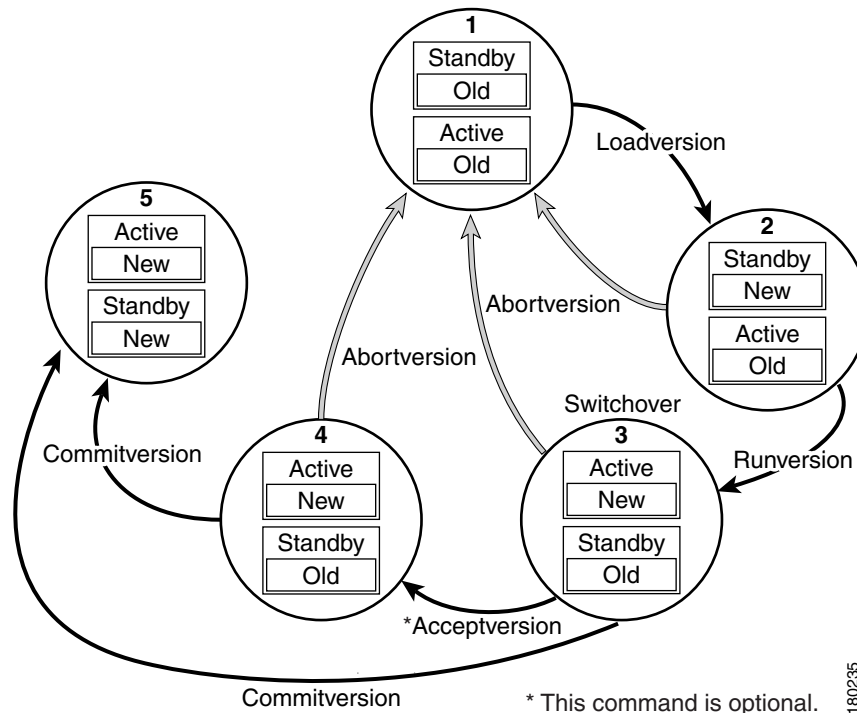 1
Standby
Old
Active
Old
Loadversion
5
Active
New
Standby
New
2
Standby
New
Active
Old
Abortversion
Abortversion
Switchover
4
Active
New
Standby
Old
3
Active
New
Standby
Old
Commitversion
Runversion
*Acceptversion
Commitversion
* This command is optional.
180235